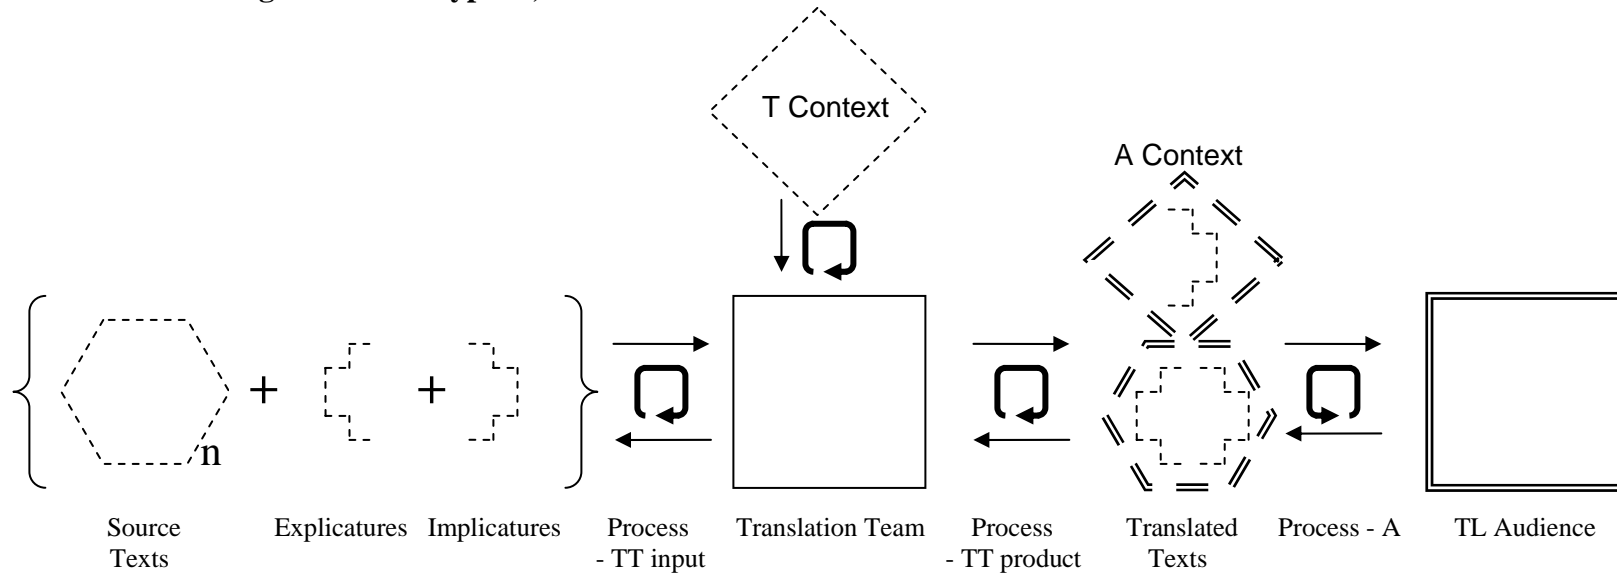 T Context
A Context
+
+
n
Source
Texts
Explicatures
Implicatures
Process
- TT input
Translation Team
Process
- TT product
Translated
Texts
Process - A
TL Audience